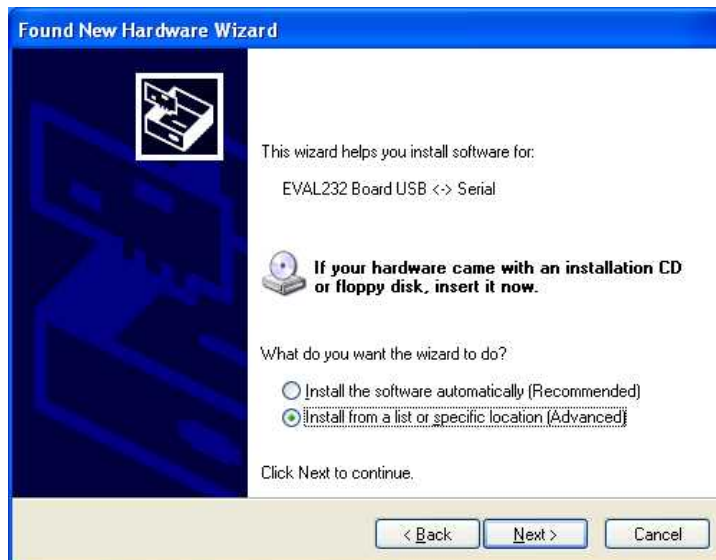 Found New Hardware Wizard
This wizard helps you install software for:
EVAL232 Board USB <-> Serial
If your hardware came with an installation CD
or floppy disk, insert it now.
What do you want the wizard to do?
Install the software automatically (Recommended)
Install from a list or specific location (Advanced)
Click Next to continue.
< Back
Next >
Cancel